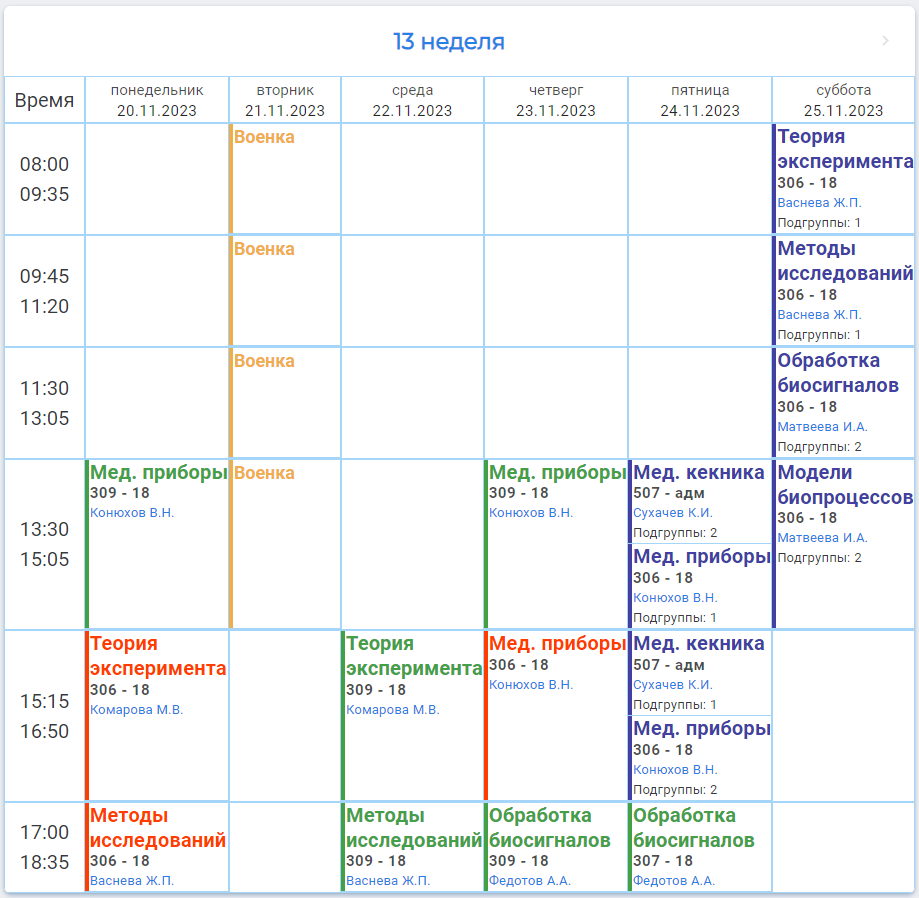 13 неделя
Время
понедельник
20.11.2023
вторник
21.11.2023
среда
22.11.2023
четверг
23.11.2023
пятница
24.11.2023
суббота
25.11.2023
08:00
09:35
Военка
Теория
эксперимента
306 - 18
Васнева Ж.П.
Подгруппы: 1
09:45
11:20
Военка
Методы
исследований
306 - 18
Васнева Ж.П.
Подгруппы: 1
11:30
13:05
Военка
Обработка
биосигналов
306 - 18
Матвеева И.А.
Подгруппы: 2
13:30
15:05
Мед. приборы
309 - 18
Конюхов В.Н.
Военка
Мед. приборы
309 - 18
Конюхов В.Н.
Мед. кекника
507 - адм
Сухачев К.И.
Подгруппы: 2
Мед. приборы
306 - 18
Конюхов В.Н.
Подгруппы: 1
Модели
биопроцессов
306 - 18
Матвеева И.А.
Подгруппы: 2
15:15
16:50
Теория
эксперимента
306 - 18
Комарова М.В.
Теория
эксперимента
309 - 18
Комарова М.В.
Мед. приборы
306 - 18
Конюхов В.Н.
Мед. кекника
507 - адм
Сухачев К.И.
Подгруппы: 1
Мед. приборы
306 - 18
Конюхов В.Н.
Подгруппы: 2
17:00
18:35
Методы
исследований
306 - 18
Васнева Ж.П.
Методы
исследований
309 - 18
Васнева Ж.П.
Обработка
биосигналов
309 - 18
Федотов А.А.
Обработка
биосигналов
307 - 18
Федотов А.А.